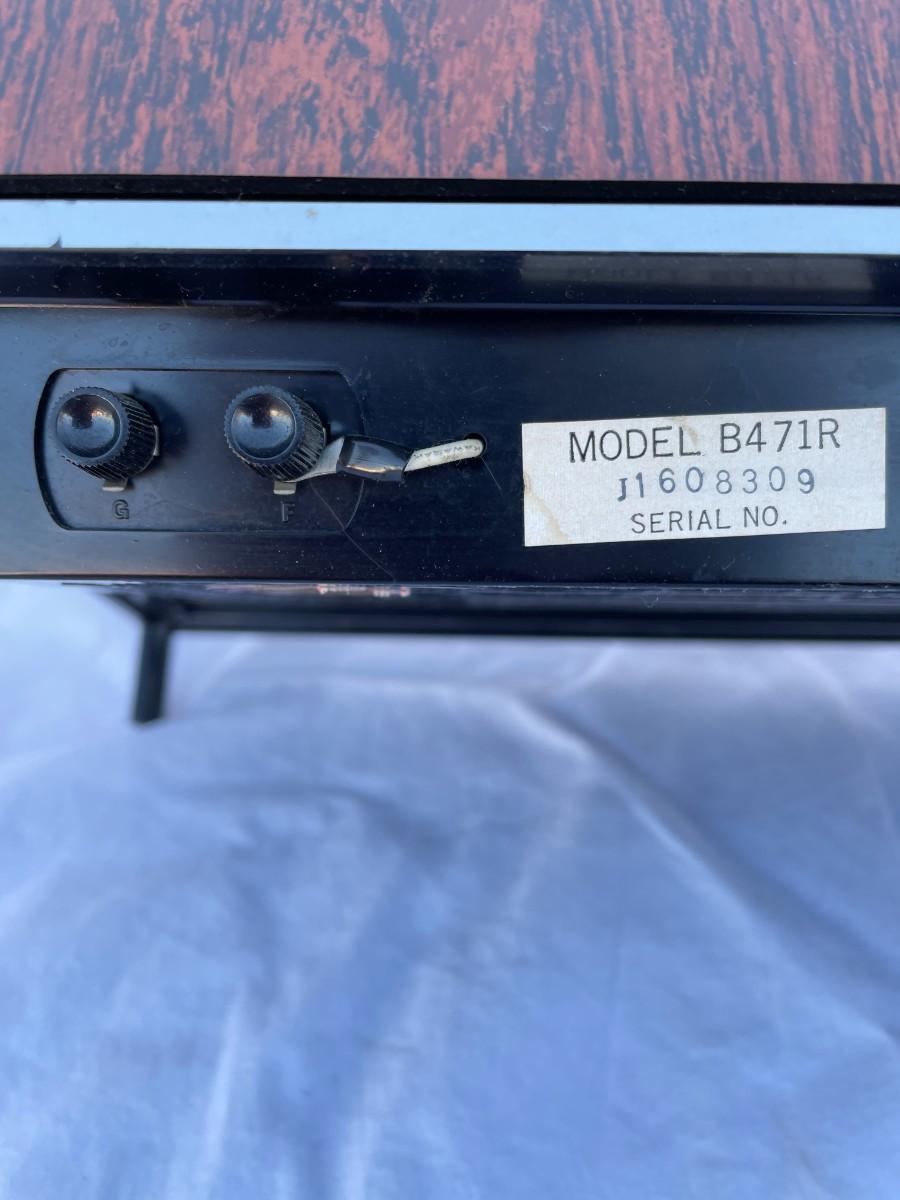 MODEL B471R
J1608309
SERIAL NO.
G
F